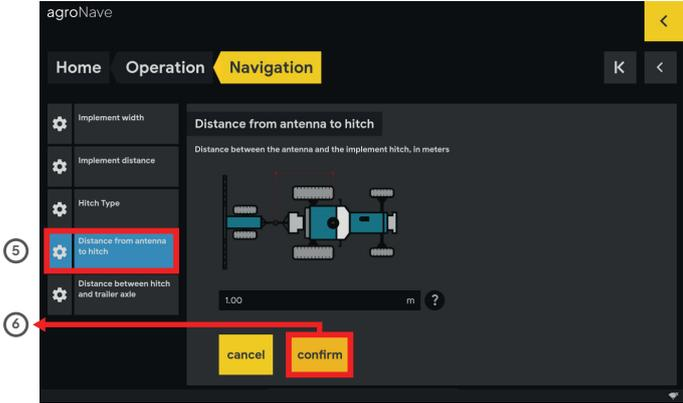 agroNave
Home Operation Navigation
Implement width
Implement distance
Hitch Type
Distance from antenna
to hitch
Distance between hitch
and trailer axle
Distance from antenna to hitch
Distance between the antenna and the implement hitch, in meters
1.00 m ?
cancel confirm
5
6